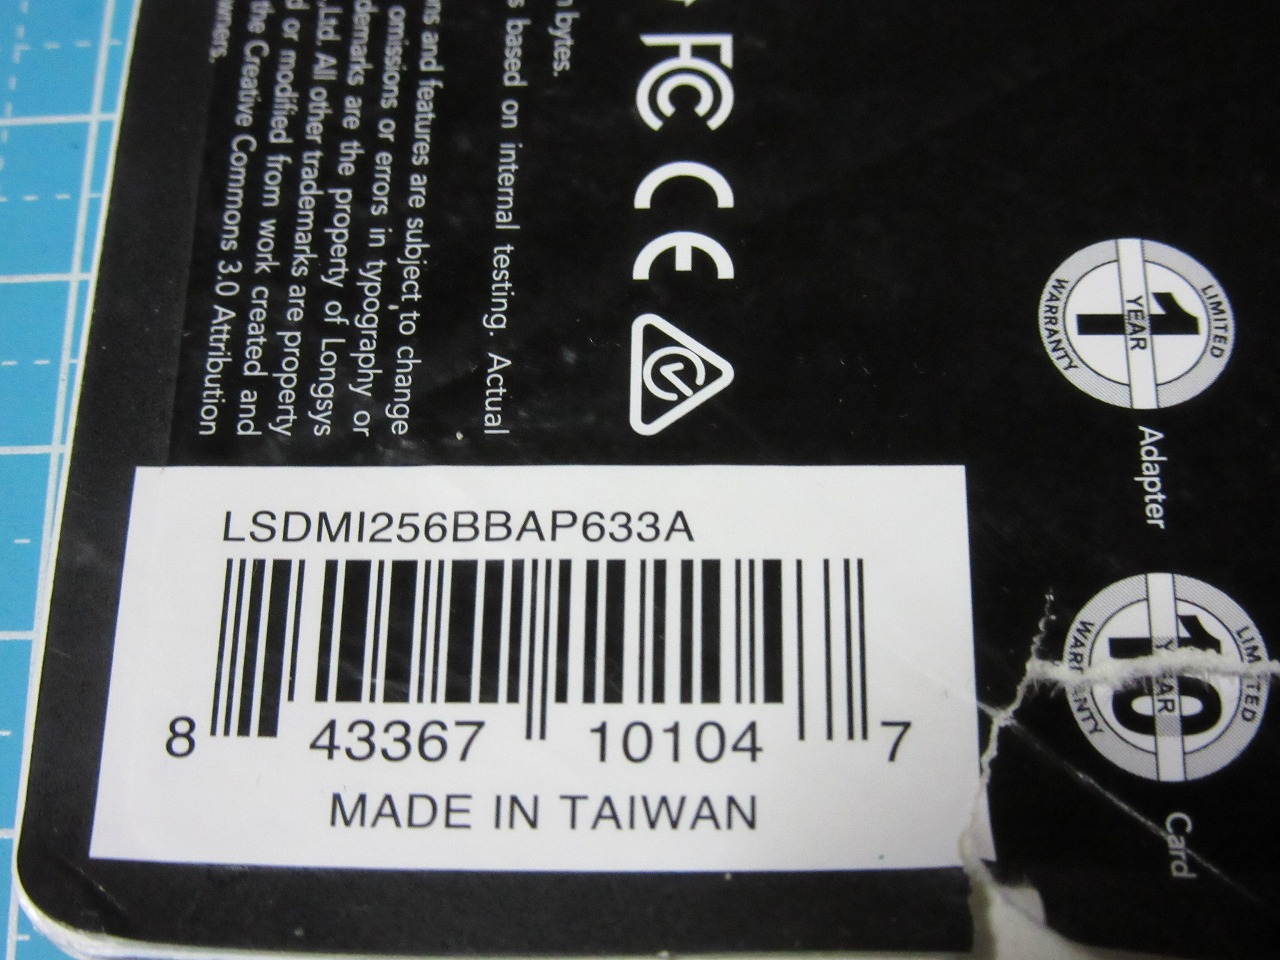 n bytes.
s based on internal testing. Actual
ns and features are subject to change
omissions or errors in typography or
demarks are the property of Longsys
,Ltd. All other trademarks are property
d or modified from work created and
the Creative Commons 3.0 Attribution
wners.
FC
CE
LIMITED
1
YEAR
WARRANTY
Adapter
LIMITED
10
YEAR
WARRANTY
Card
LSDMI256BBAP633A
8 43367 10104 7
MADE IN TAIWAN